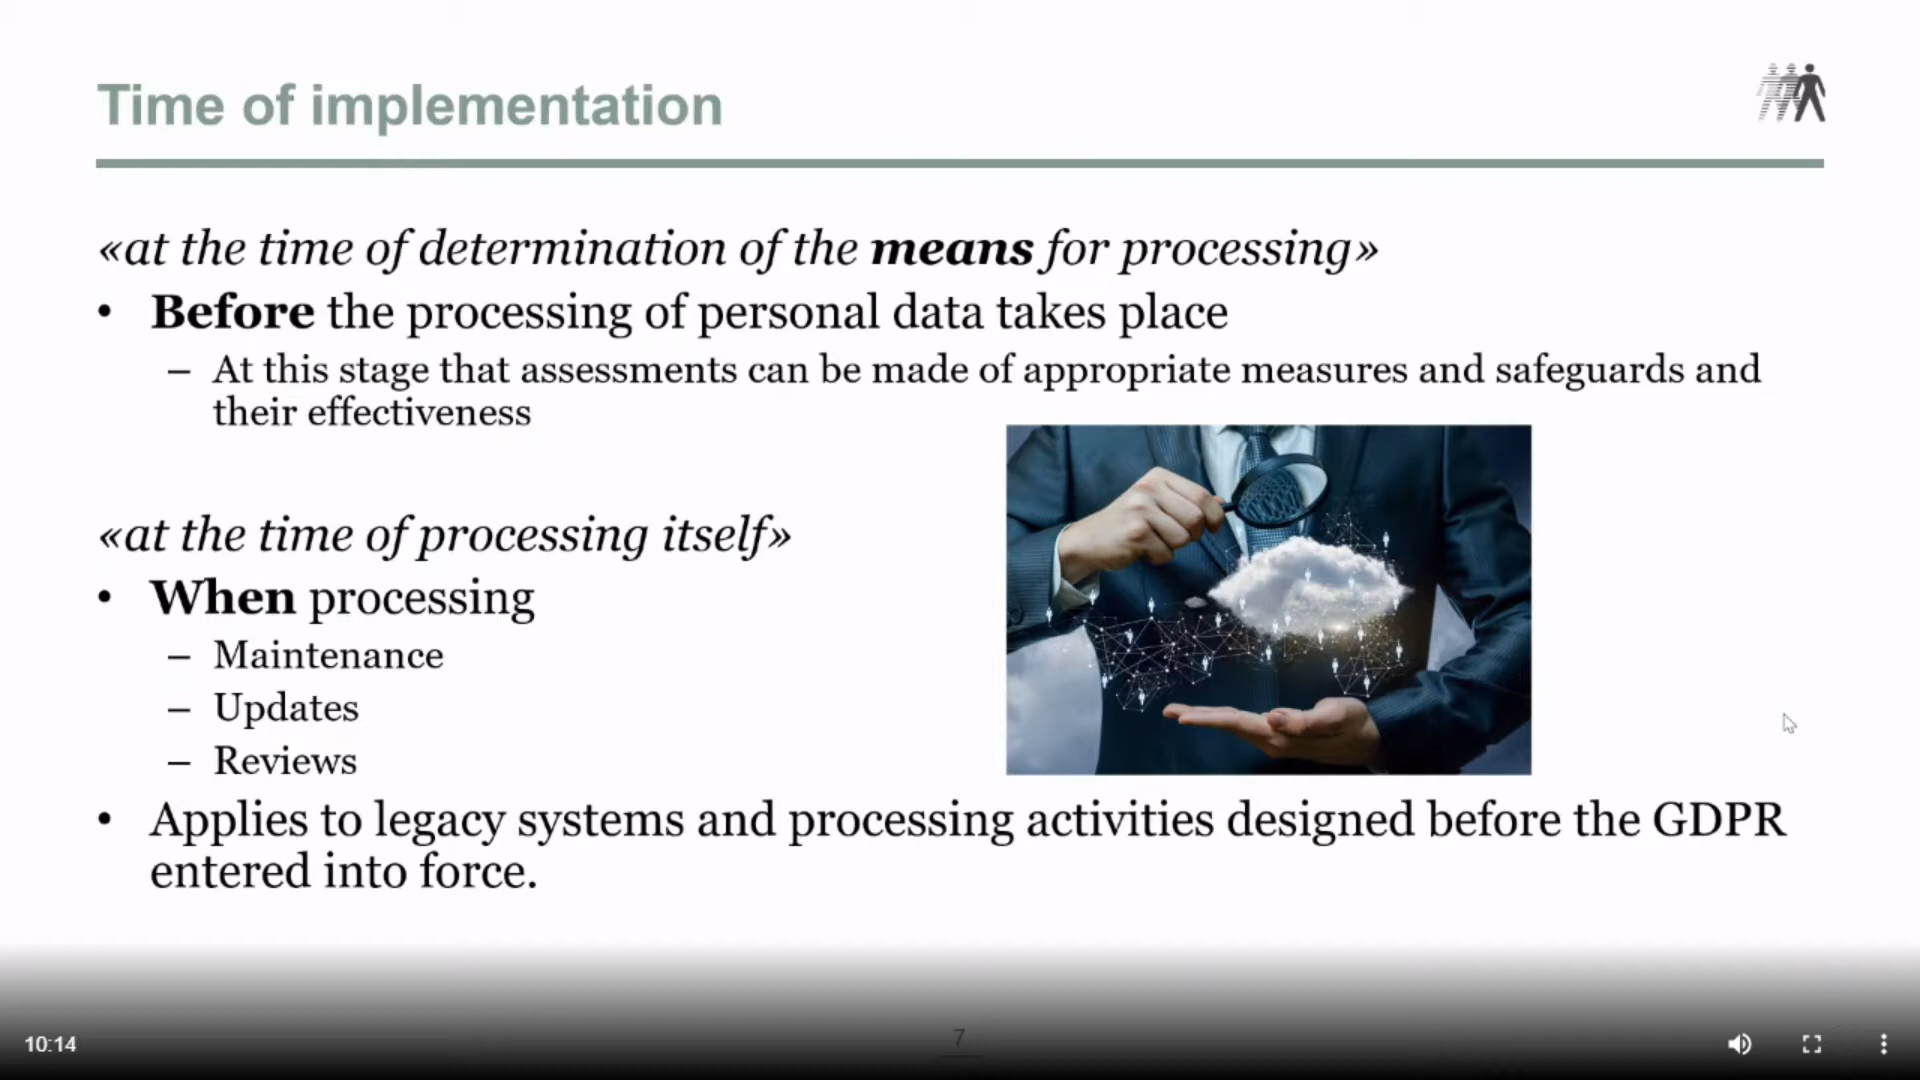 Time of implementation
«at the time of determination of the means for processing»
• Before the processing of personal data takes place
– At this stage that assessments can be made of appropriate measures and safeguards and
their effectiveness
«at the time of processing itself»
• When processing
– Maintenance
– Updates
– Reviews
• Applies to legacy systems and processing activities designed before the GDPR
entered into force.
7
10:14